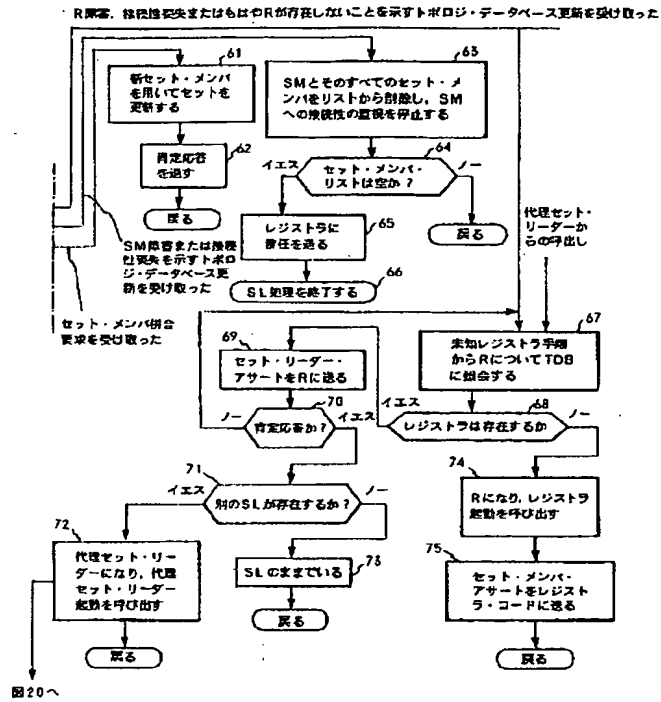 R障害，接続性喪失またはもはやRが存在しないことを示すトポロジ・データベース更新を受け取った
61
新セット・メンバ
を用いてセットを
更新する
62
肯定応答
を返す
戻る
63
SMとそのすべてのセット・メ
ンバをリストから削除し，SM
への接続性の監視を停止する
64
イエス
セット・メンバ・
リストは空か？
ノー
戻る
65
レジストラに
責任を送る
66
SL処理を終了する
SM障害または接続
性喪失を示すトポロ
ジ・データベース更
新を受け取った
セット・メンバ併合
要求を受け取った
代理セット・
リーダーか
らの呼出し
67
未知レジストラ手順
からRについてTDB
に照会する
68
イエス
レジストラは存在するか
ノー
69
セット・リーダー・
アサートをRに送る
70
ノー
肯定応答か？
イエス
71
イエス
別のSLが存在するか？
ノー
72
代理セット・リー
ダーになり，代理
セット・リーダー
起動を呼び出す
戻る
73
SLのままでいる
戻る
74
Rになり，レジストラ
起動を呼び出す
75
セット・メンバ・
アサートをレジスト
ラ・コードに送る
戻る
図20へ